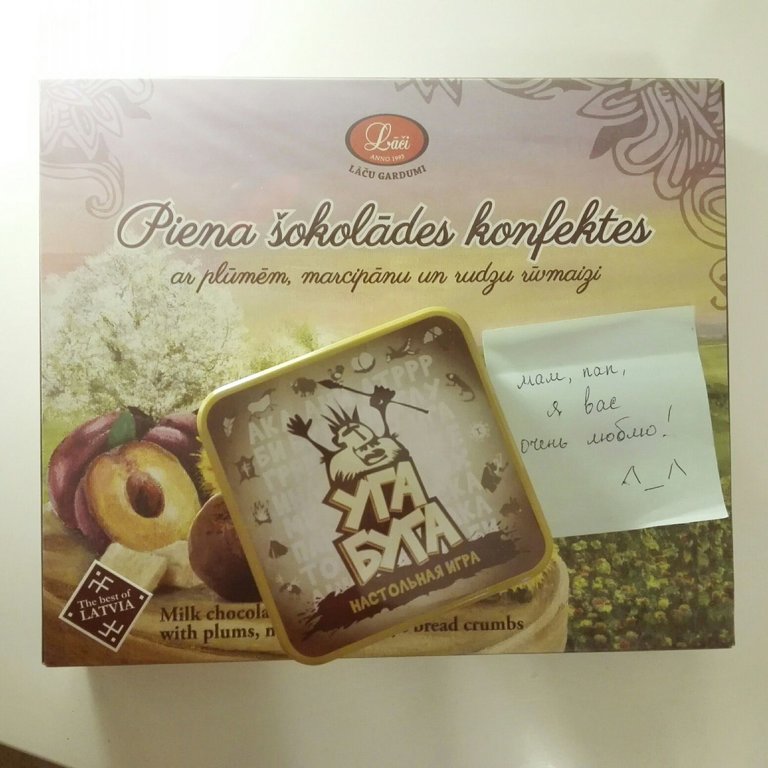 Lāči
ANNO 1993
LĀČU GARDUMI
Piena šokolādes konfektes
ar plūmēm, marcipānu un rudzu rīvmaizi
мам, пап,
я вас
очень люблю!
^_^
УГА
БУГА
НАСТОЛЬНАЯ ИГРА
The best of
LATVIA
Milk
with plums, bread crumbs